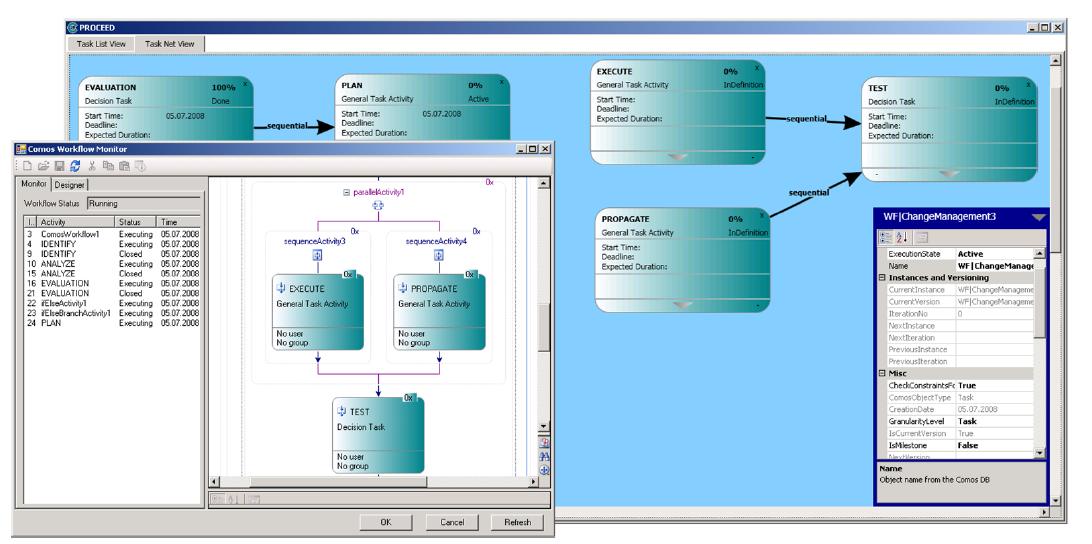 PROCEED
Task List View
Task Net View
EVALUATION 100% x
Decision Task Done
Start Time: 05.07.2008
Deadline:
Expected Duration:
sequential
PLAN 0% x
General Task Activity Active
Start Time: 05.07.2008
Deadline:
Expected Duration:
EXECUTE 0% x
General Task Activity InDefinition
Start Time:
Deadline:
Expected Duration:
sequential
TEST 0% x
Decision Task InDefinition
Start Time:
Deadline:
Expected Duration:
sequential
PROPAGATE 0% x
General Task Activity InDefinition
Start Time:
Deadline:
Expected Duration:
Comos Workflow Monitor
Monitor Designer
Workflow Status Running
I.. Activity Status Time
3 ComosWorkflow1 Executing 05.07.2008
4 IDENTIFY Executing 05.07.2008
9 IDENTIFY Closed 05.07.2008
10 ANALYZE Executing 05.07.2008
15 ANALYZE Closed 05.07.2008
16 EVALUATION Executing 05.07.2008
21 EVALUATION Closed 05.07.2008
22 ifElseActivity1 Executing 05.07.2008
23 ifElseBranchActivity1 Executing 05.07.2008
24 PLAN Executing 05.07.2008
0x
parallelActivity1
0x
sequenceActivity3
0x
sequenceActivity4
0x
EXECUTE
General Task Activity
No user
No group
0x
PROPAGATE
General Task Activity
No user
No group
0x
TEST
Decision Task
No user
No group
OK
Cancel
Refresh
WF|ChangeManagement3
ExecutionState Active
Name WF|ChangeManage
Instances and Versioning
CurrentInstance WF|ChangeManageme
CurrentVersion WF|ChangeManageme
IterationNo 0
NextInstance
NextIteration
PreviousInstance
PreviousIteration
Misc
CheckConstraintsFo True
ComosObjectType Task
CreationDate 05.07.2008
GranularityLevel Task
IsCurrentVersion True
IsMilestone False
NextVersion
Name
Object name from the Comos DB